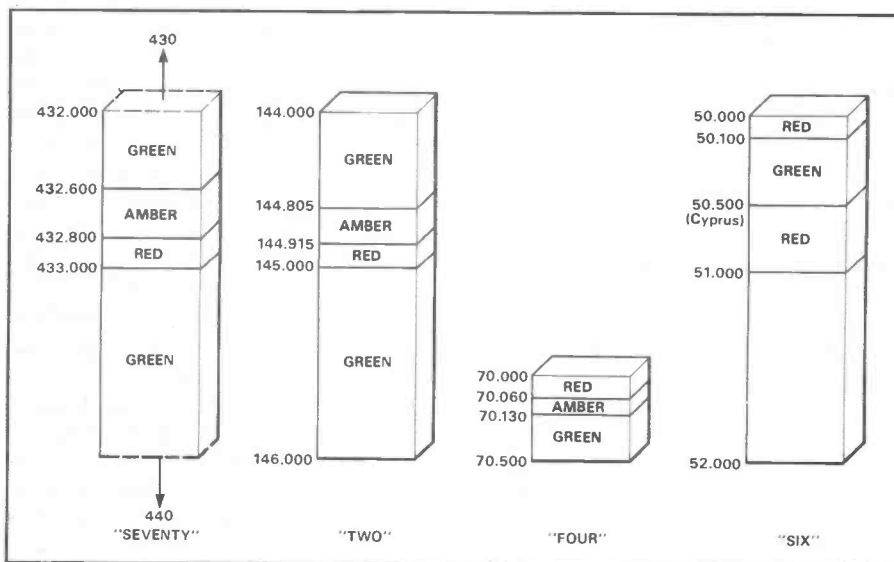 430
432.000
GREEN
432.600
AMBER
432.800
RED
433.000
GREEN
440
"SEVENTY"
144.000
GREEN
144.805
AMBER
144.915
RED
145.000
GREEN
146.000
"TWO"
70.000
RED
70.060
AMBER
70.130
GREEN
70.500
"FOUR"
50.000
RED
50.100
GREEN
50.500
(Cyprus)
RED
51.000
52.000
"SIX"